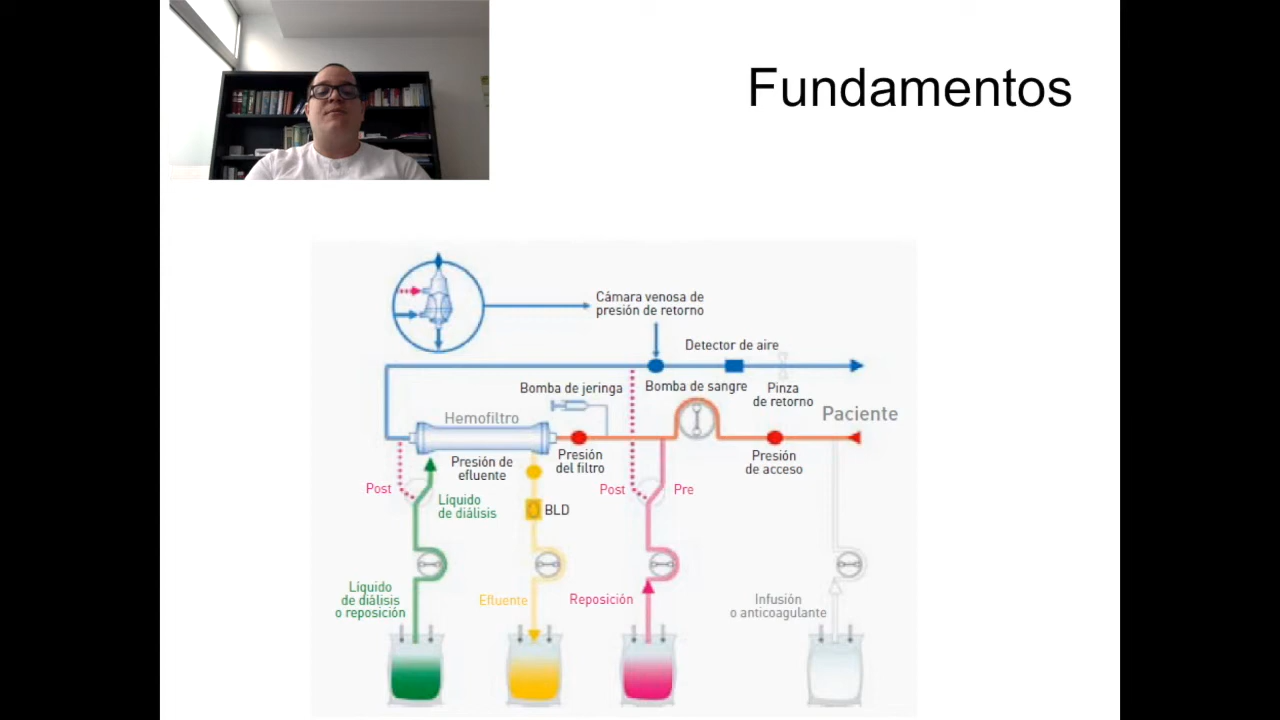 Fundamentos
Cámara venosa de
presión de retorno
Detector de aire
Bomba de jeringa
Bomba de sangre
Pinza
de retorno
Paciente
Hemofiltro
Presión de
efluente
Presión
del filtro
Presión
de acceso
Post
Líquido
de diálisis
BLD
Post
Pre
Líquido
de diálisis
o reposición
Efluente
Reposición
Infusión
o anticoagulante